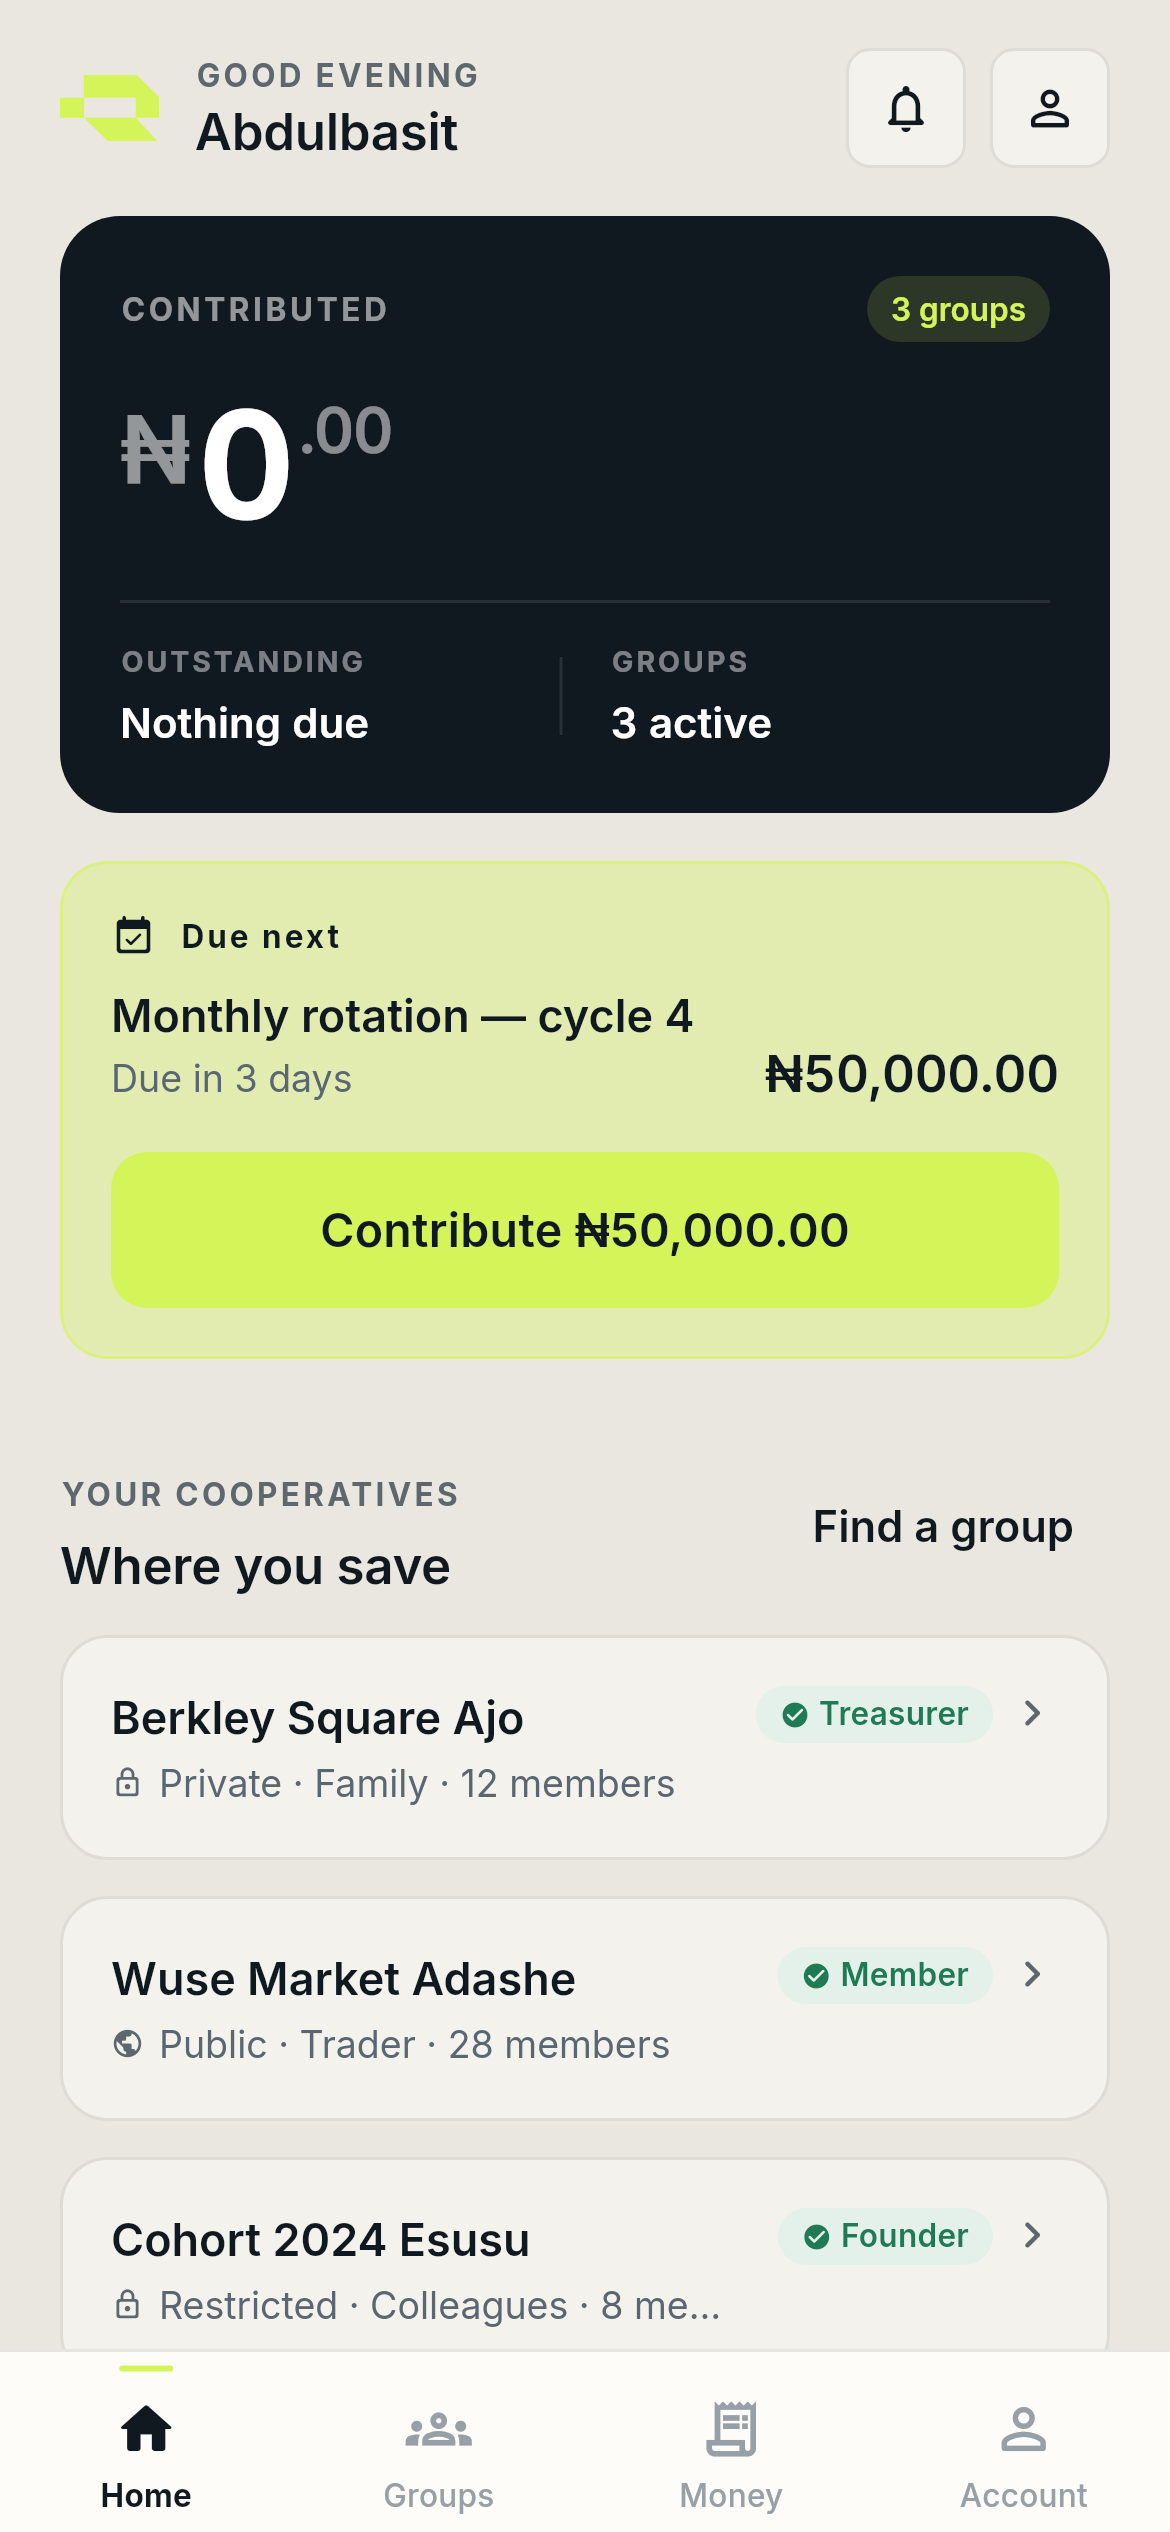 GOOD EVENING
Abdulbasit
CONTRIBUTED
3 groups
₦0.00
OUTSTANDING
GROUPS
Nothing due
3 active
Due next
Monthly rotation — cycle 4
Due in 3 days
₦50,000.00
Contribute ₦50,000.00
YOUR COOPERATIVES
Find a group
Where you save
Berkley Square Ajo
Treasurer
Private · Family · 12 members
Wuse Market Adashe
Member
Public · Trader · 28 members
Cohort 2024 Esusu
Founder
Restricted · Colleagues · 8 me...
Home
Groups
Money
Account